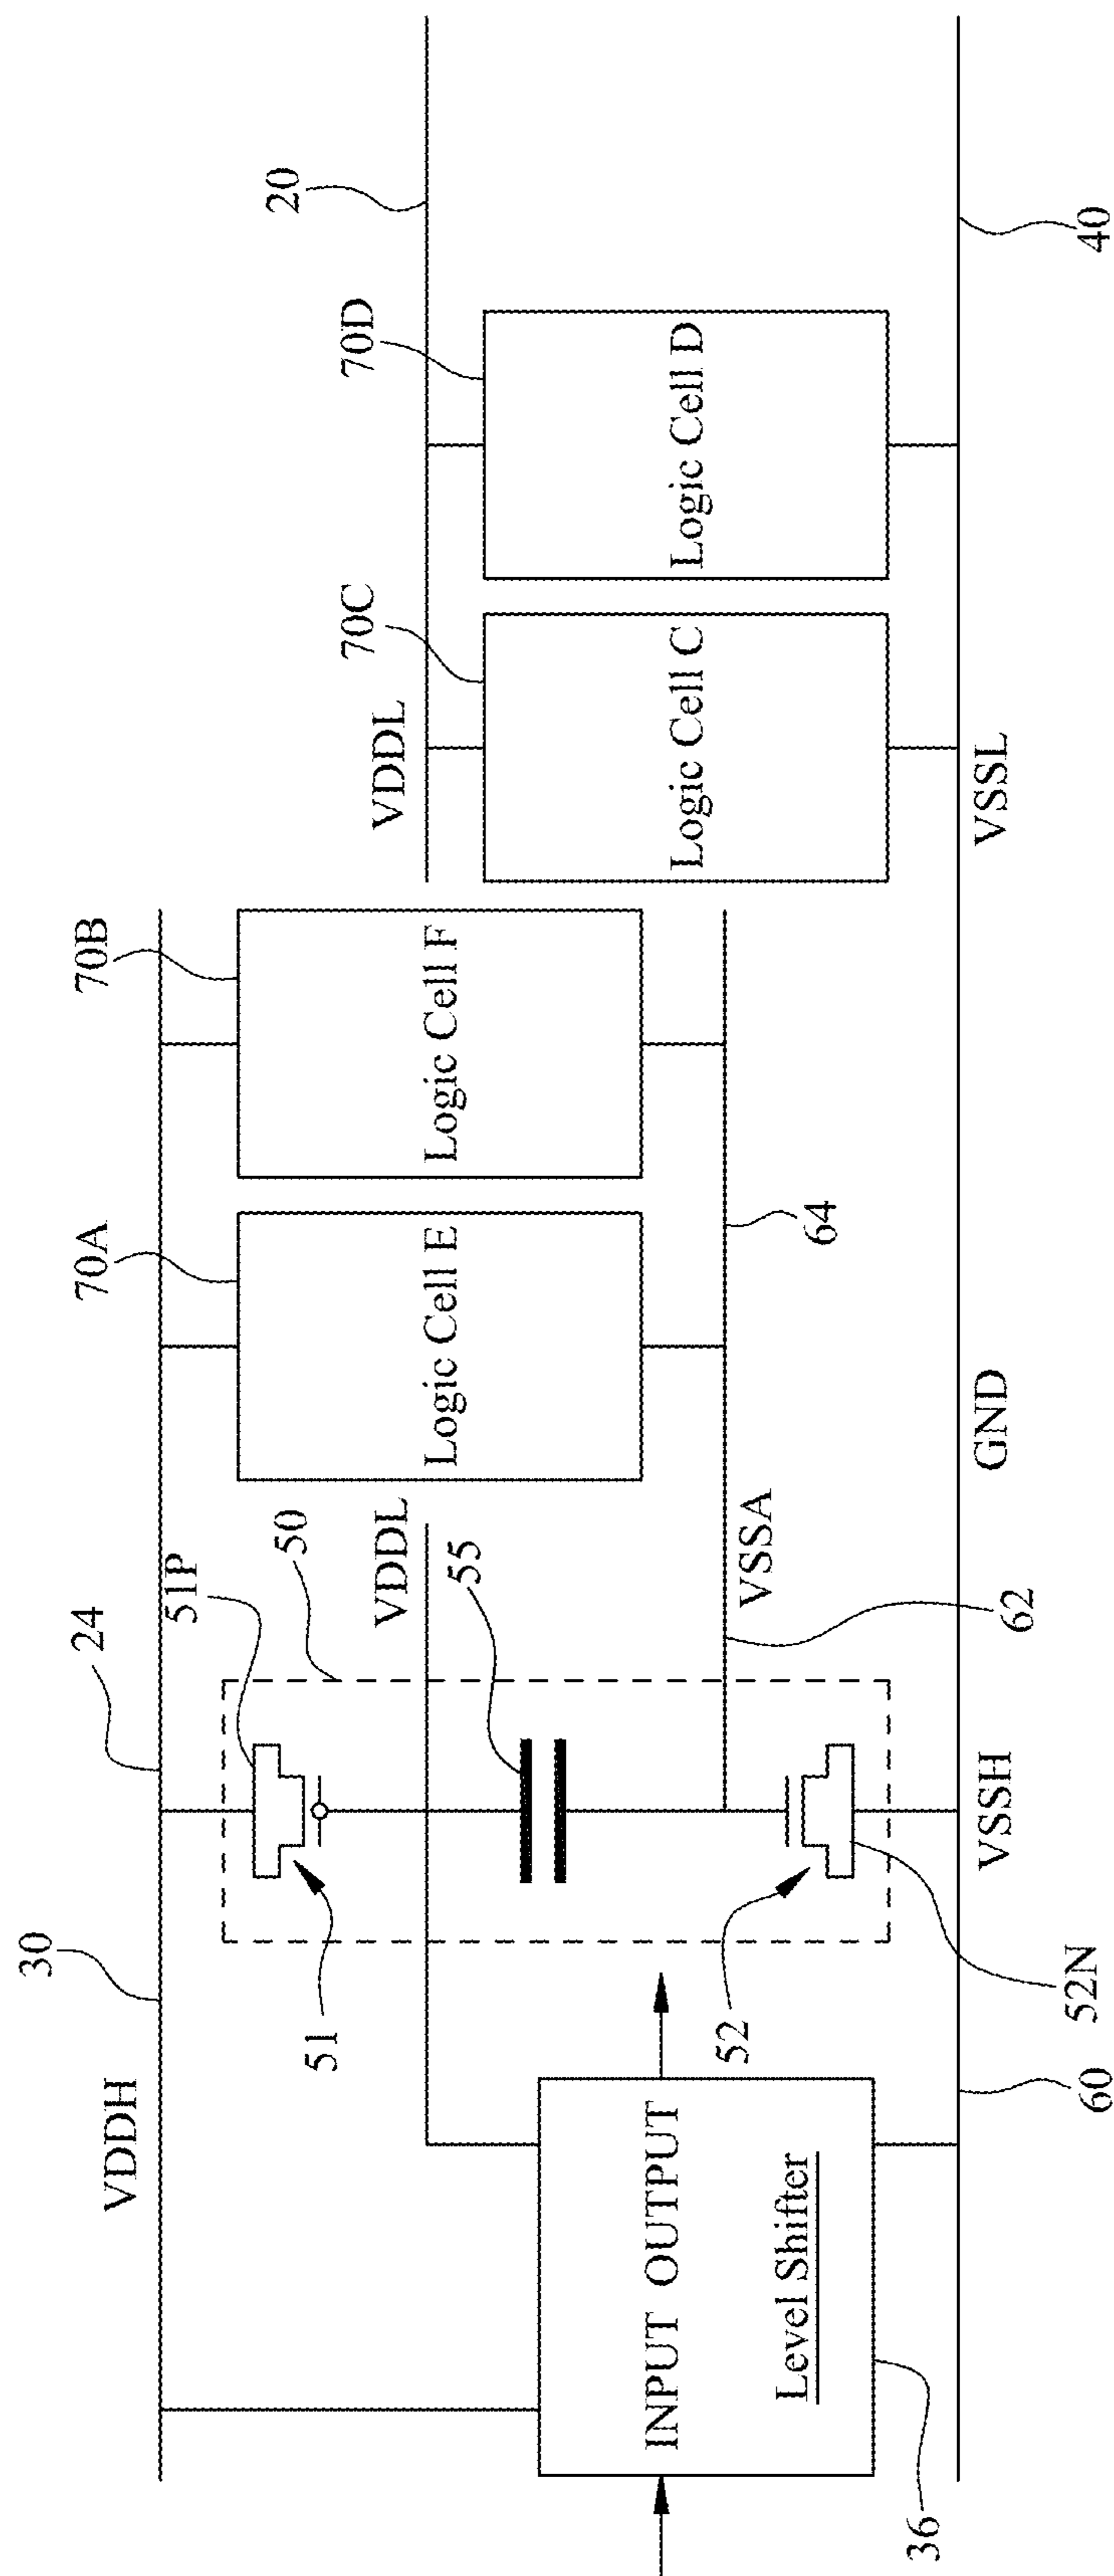 VDDH
30
24
51P
50
70A
70B
VDDL
70C
70D
20
51
VDDL
55
Logic Cell E
Logic Cell F
Logic Cell C
Logic Cell D
INPUT OUTPUT
Level Shifter
52
VSSA
64
62
36
60
52N
VSSH
GND
VSSL
40